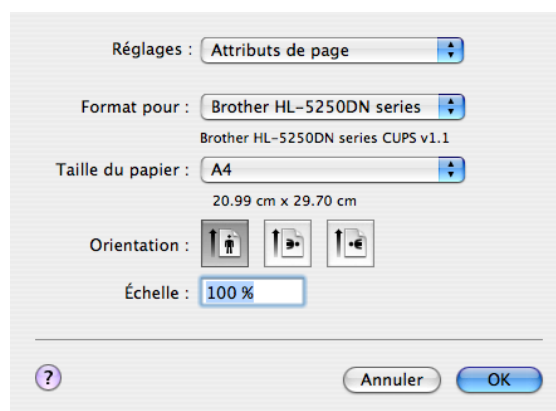 Réglages : Attributs de page
Format pour : Brother HL-5250DN series
Brother HL-5250DN series CUPS v1.1
Taille du papier : A4
20.99 cm x 29.70 cm
Orientation :
Échelle : 100 %
? Annuler OK